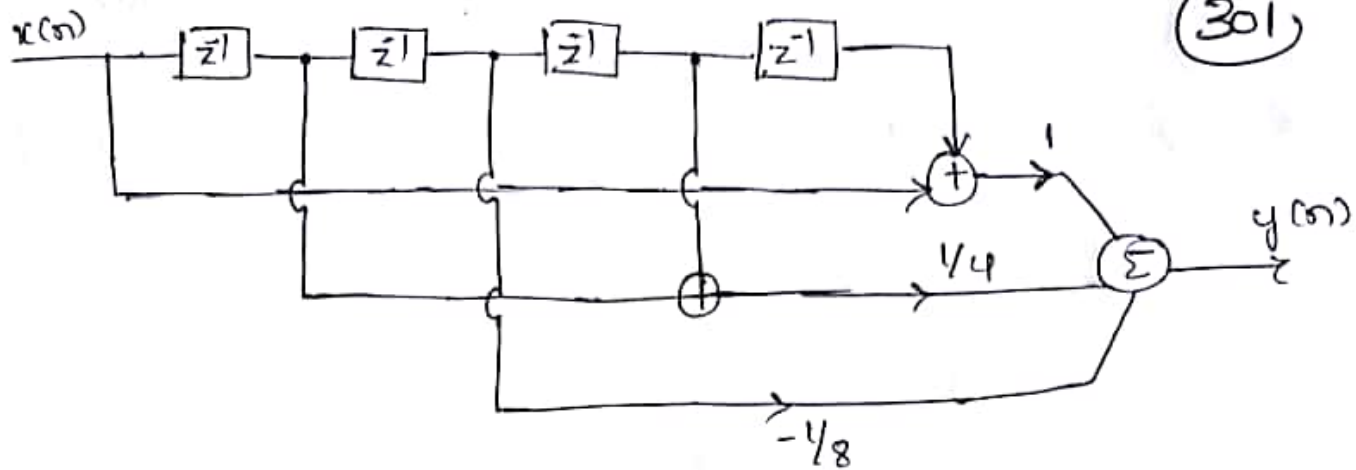 301
x(n)
z⁻¹ z⁻¹ z⁻¹ z⁻¹
+ 1
y(n)
1/4 Σ
+
-1/8